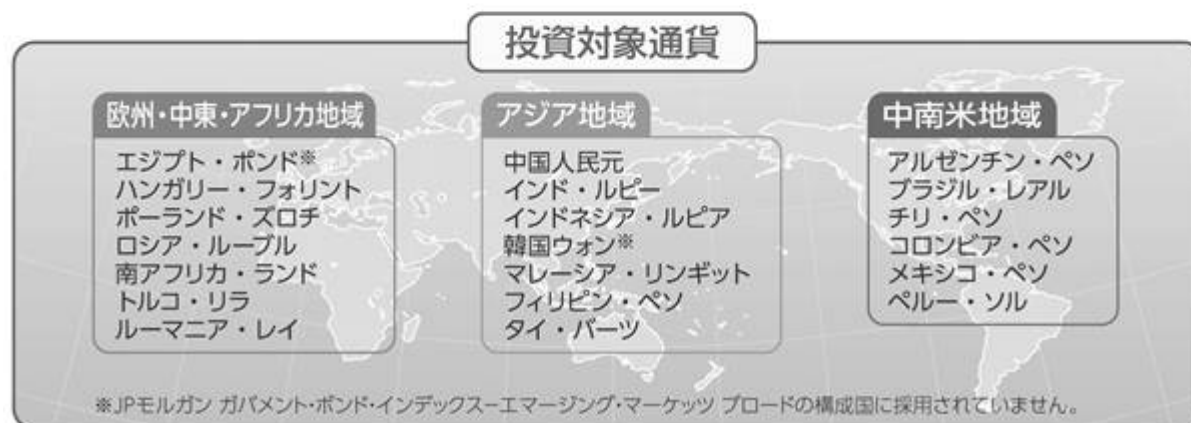 投資対象通貨
欧州・中東・アフリカ地域
エジプト・ポンド※
ハンガリー・フォリント
ポーランド・ズロチ
ロシア・ルーブル
南アフリカ・ランド
トルコ・リラ
ルーマニア・レイ
アジア地域
中国人民元
インド・ルピー
インドネシア・ルピア
韓国ウォン※
マレーシア・リンギット
フィリピン・ペソ
タイ・バーツ
中南米地域
アルゼンチン・ペソ
ブラジル・レアル
チリ・ペソ
コロンビア・ペソ
メキシコ・ペソ
ペルー・ソル
※JPモルガン ガバメント・ボンド・インデックス-エマージング・マーケッツ ブロードの構成国に採用されていません。